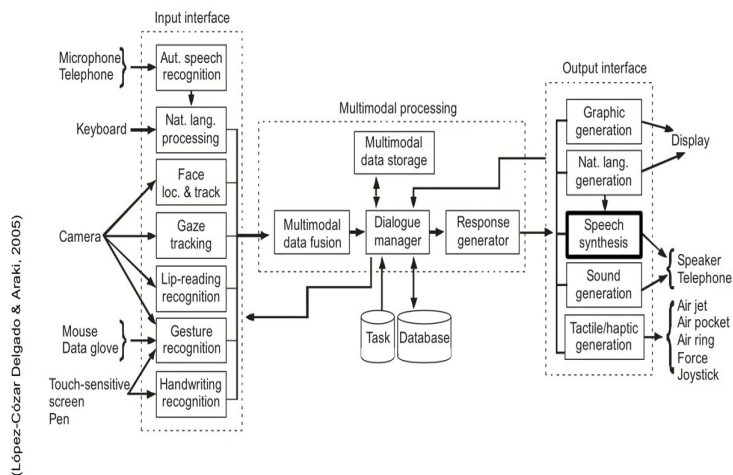 Input interface
Microphone
Telephone
Aut. speech
recognition
Keyboard
Nat. lang.
processing
Face
loc. & track
Camera
Gaze
tracking
Lip-reading
recognition
Mouse
Data glove
Gesture
recognition
Touch-sensitive
screen
Pen
Handwriting
recognition
Multimodal processing
Multimodal
data storage
Multimodal
data fusion
Dialogue
manager
Response
generator
Task
Database
Output interface
Graphic
generation
Display
Nat. lang.
generation
Speech
synthesis
Speaker
Telephone
Sound
generation
Tactile/haptic
generation
Air jet
Air pocket
Air ring
Force
Joystick
(López-Cózar Delgado & Araki, 2005)